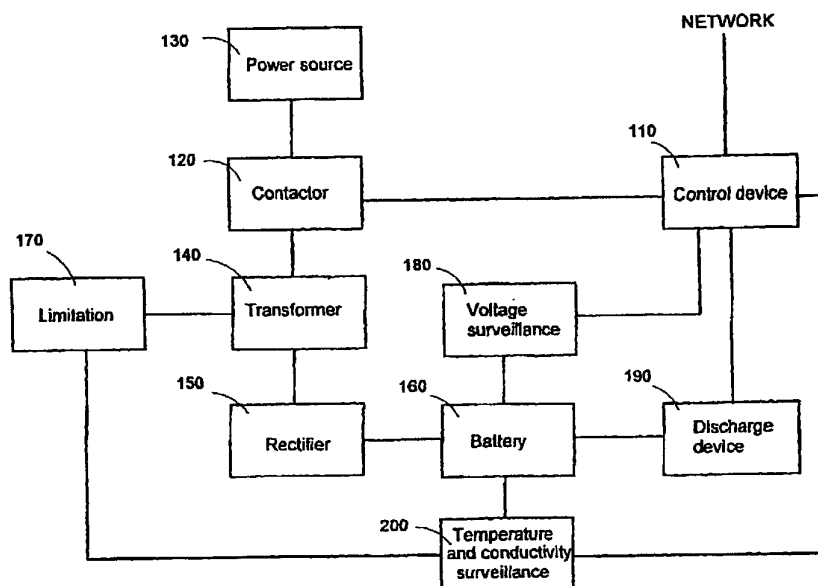 NETWORK
130
Power source
110
120
Contactor
Control device
170
140
180
Limitation
Transformer
Voltage
surveillance
150
160
190
Rectifier
Battery
Discharge
device
200
Temperature
and conductivity
surveillance